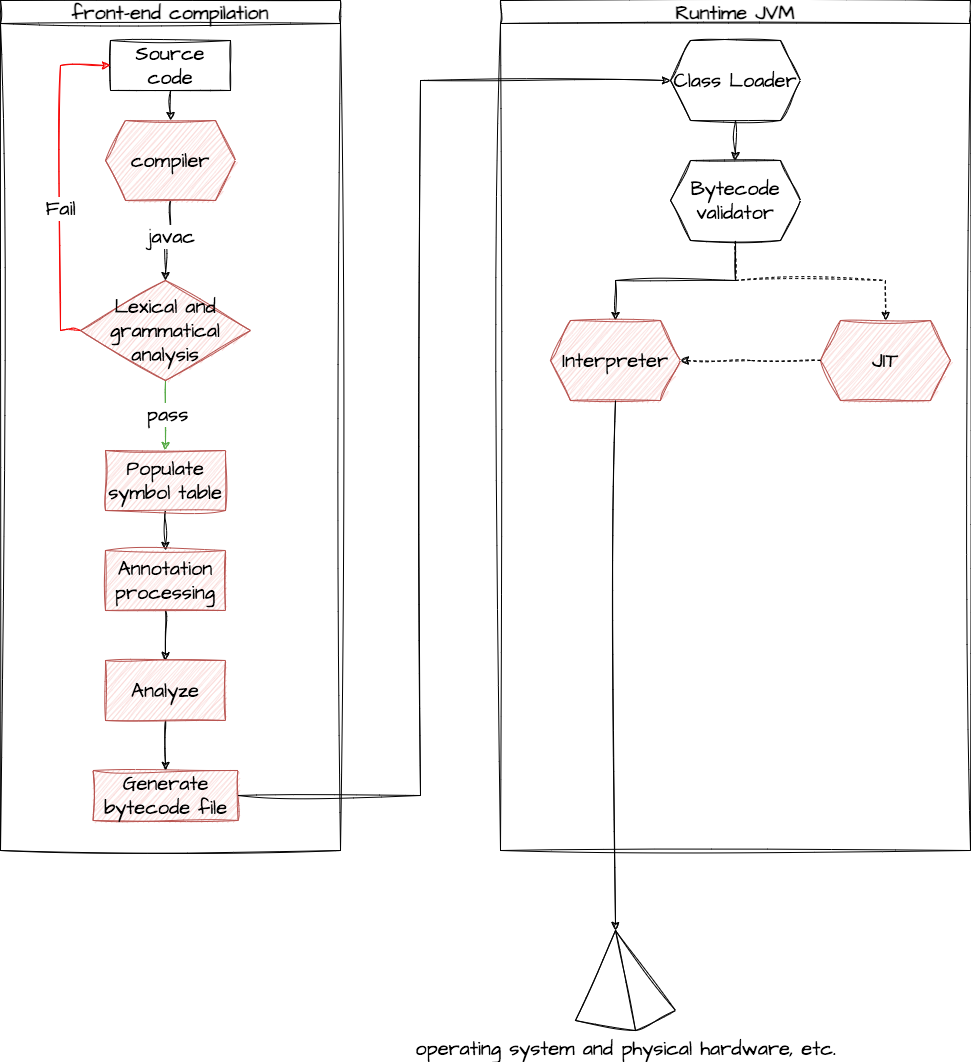 front-end compilation
Source
code
compiler
Fail
javac
Lexical and
grammatical
analysis
pass
Populate
symbol table
Annotation
processing
Analyze
Generate
bytecode file
Runtime JVM
Class Loader
Bytecode
validator
Interpreter
JIT
operating system and physical hardware, etc.